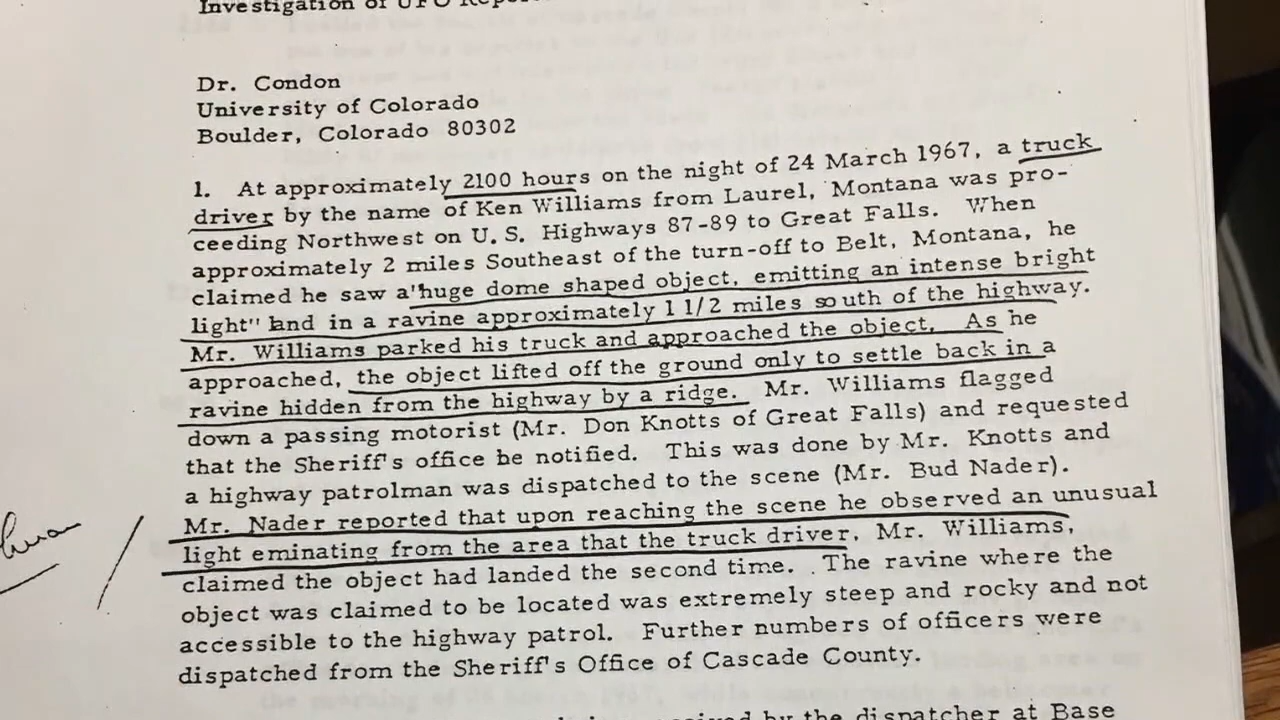 Investigation of UFO
Dr. Condon
University of Colorado
Boulder, Colorado 80302
1. At approximately 2100 hours on the night of 24 March 1967, a truck
driver by the name of Ken Williams from Laurel, Montana was pro-
ceeding Northwest on U.S. Highways 87-89 to Great Falls. When
approximately 2 miles Southeast of the turn-off to Belt, Montana, he
claimed he saw a "huge dome shaped object, emitting an intense bright
light" land in a ravine approximately 1 1/2 miles south of the highway.
Mr. Williams parked his truck and approached the object. As he
approached, the object lifted off the ground only to settle back in a
ravine hidden from the highway by a ridge. Mr. Williams flagged
down a passing motorist (Mr. Don Knotts of Great Falls) and requested
that the Sheriff's office be notified. This was done by Mr. Knotts and
a highway patrolman was dispatched to the scene (Mr. Bud Nader).
Mr. Nader reported that upon reaching the scene he observed an unusual
light eminating from the area that the truck driver, Mr. Williams,
claimed the object had landed the second time. The ravine where the
object was claimed to be located was extremely steep and rocky and not
accessible to the highway patrol. Further numbers of officers were
dispatched from the Sheriff's Office of Cascade County.
by the dispatcher at Base